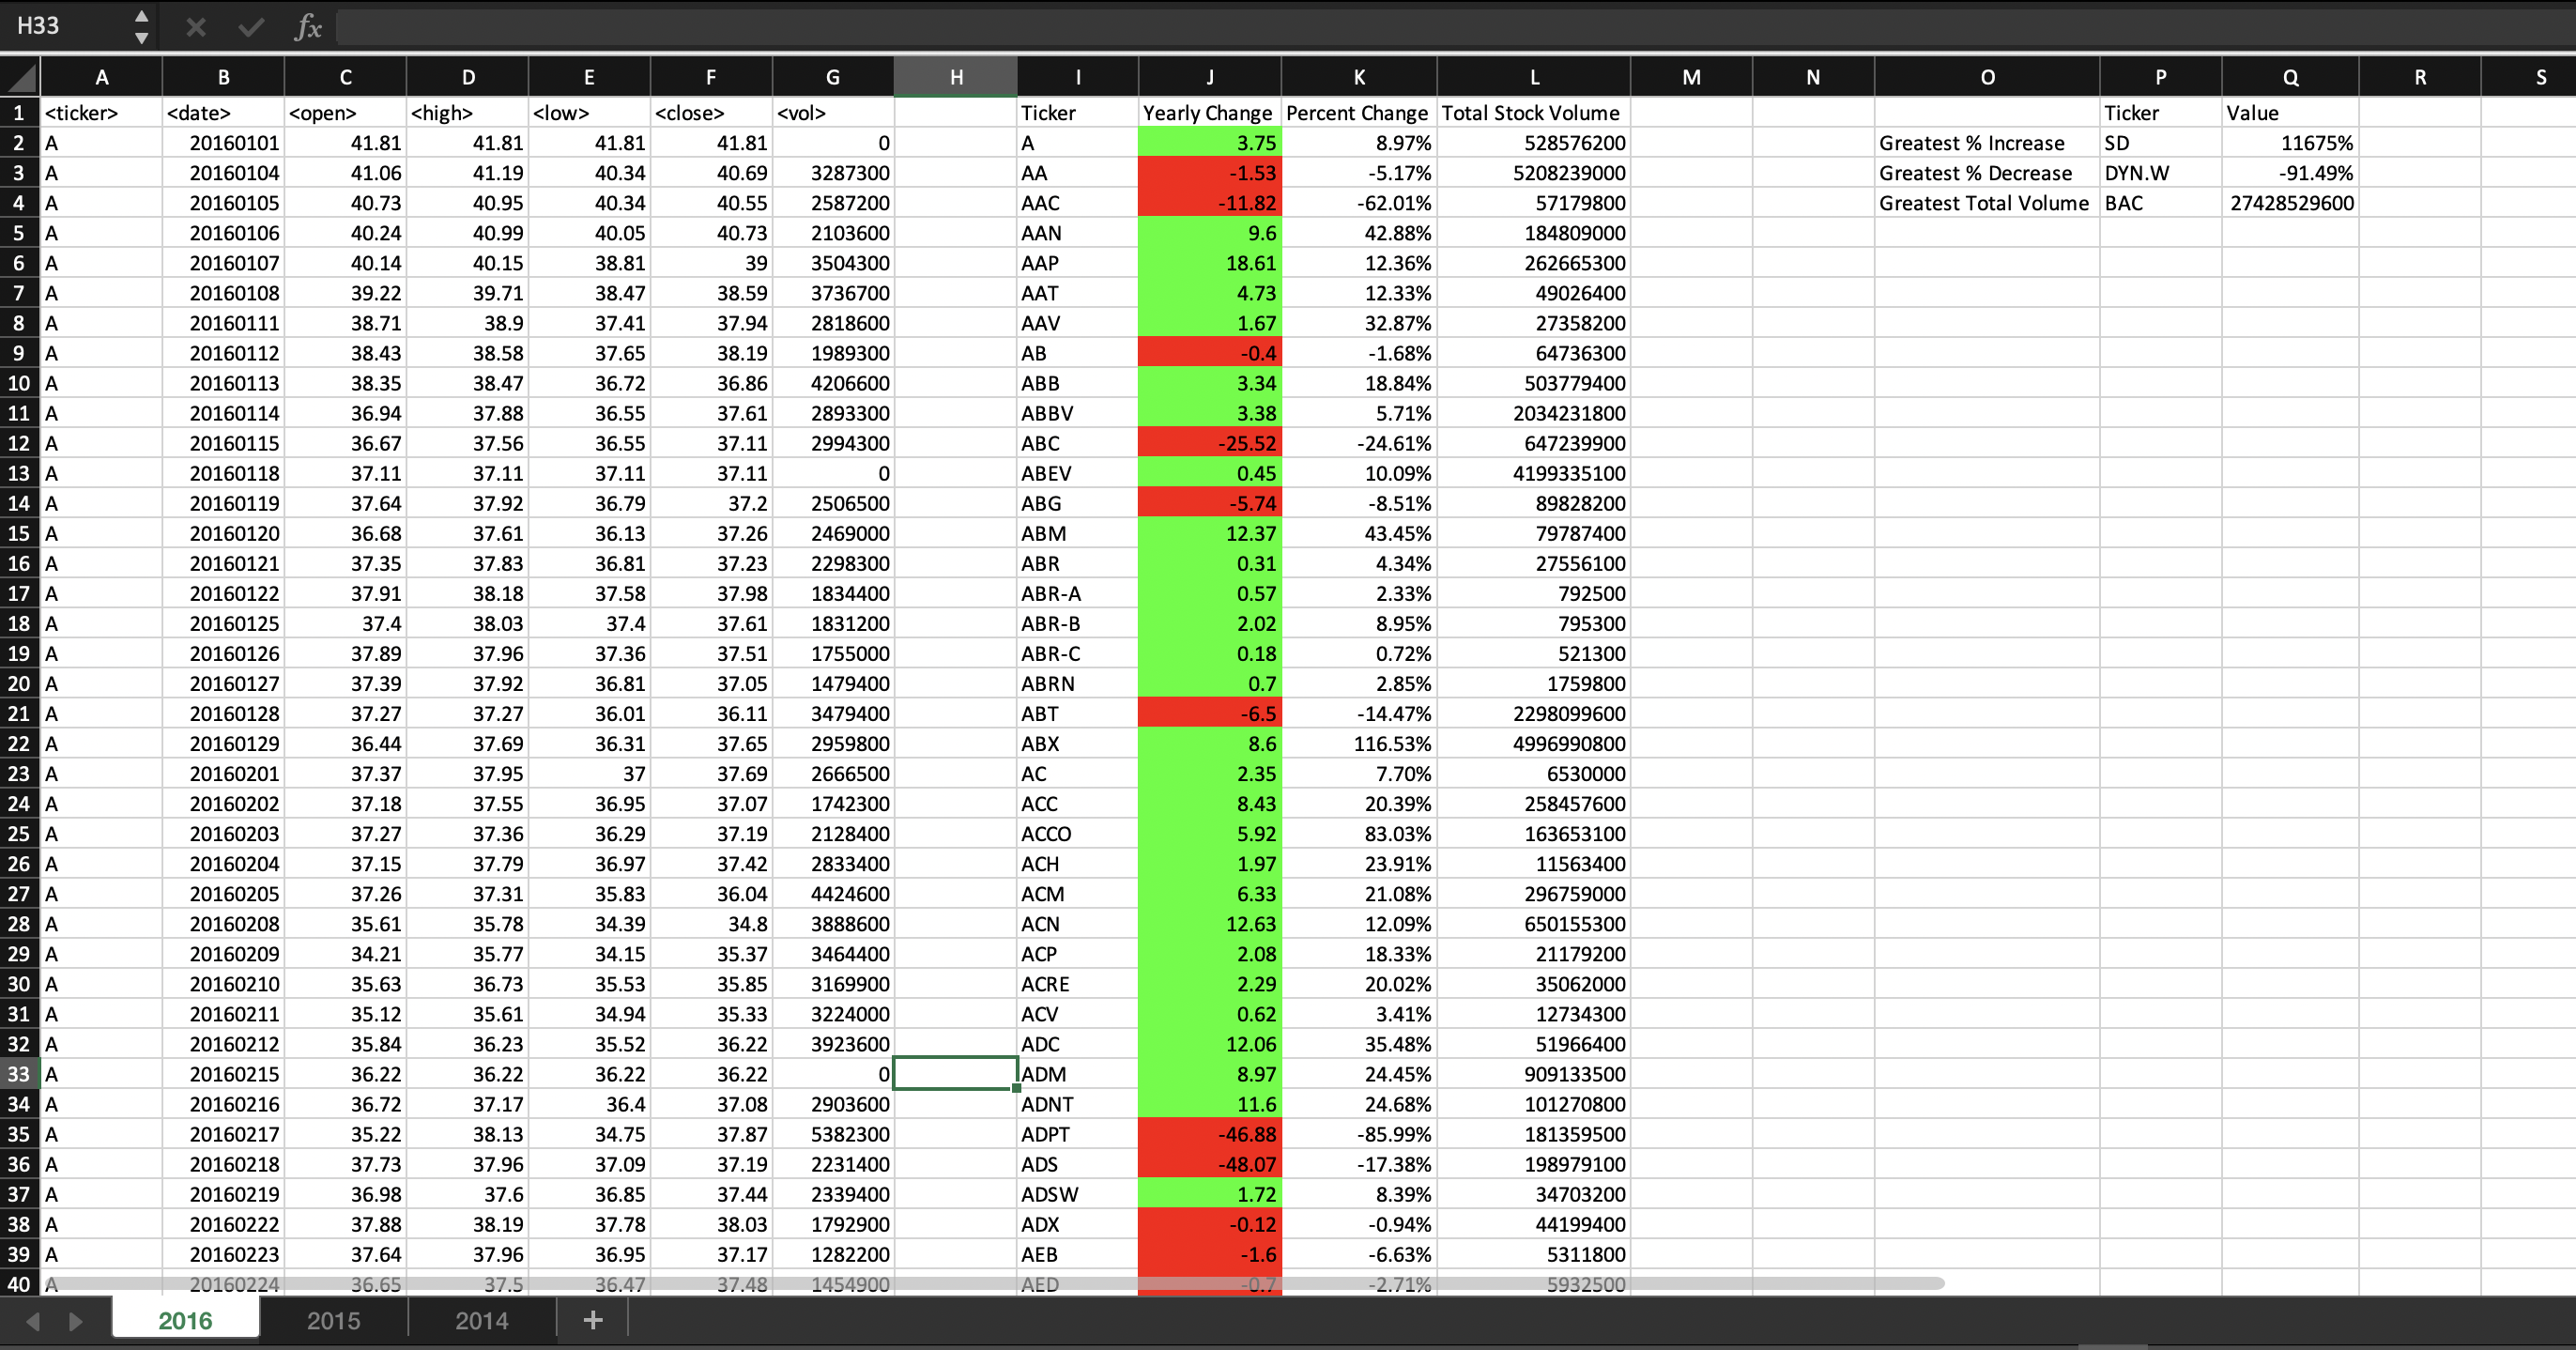 H33 fx
A B C D E F G H I J K L M N O P Q R S
1 <ticker> <date> <open> <high> <low> <close> <vol> Ticker Yearly Change Percent Change Total Stock Volume Ticker Value
2 A 20160101 41.81 41.81 41.81 41.81 0 A 3.75 8.97% 528576200 Greatest % Increase SD 11675%
3 A 20160104 41.06 41.19 40.34 40.69 3287300 AA -1.53 -5.17% 5208239000 Greatest % Decrease DYN.W -91.49%
4 A 20160105 40.73 40.95 40.34 40.55 2587200 AAC -11.82 -62.01% 57179800 Greatest Total Volume BAC 27428529600
5 A 20160106 40.24 40.99 40.05 40.73 2103600 AAN 9.6 42.88% 184809000
6 A 20160107 40.14 40.15 38.81 39 3504300 AAP 18.61 12.36% 262665300
7 A 20160108 39.22 39.71 38.47 38.59 3736700 AAT 4.73 12.33% 49026400
8 A 20160111 38.71 38.9 37.41 37.94 2818600 AAV 1.67 32.87% 27358200
9 A 20160112 38.43 38.58 37.65 38.19 1989300 AB -0.4 -1.68% 64736300
10 A 20160113 38.35 38.47 36.72 36.86 4206600 ABB 3.34 18.84% 503779400
11 A 20160114 36.94 37.88 36.55 37.61 2893300 ABBV 3.38 5.71% 2034231800
12 A 20160115 36.67 37.56 36.55 37.11 2994300 ABC -25.52 -24.61% 647239900
13 A 20160118 37.11 37.11 37.11 37.11 0 ABEV 0.45 10.09% 4199335100
14 A 20160119 37.64 37.92 36.79 37.2 2506500 ABG -5.74 -8.51% 89828200
15 A 20160120 36.68 37.61 36.13 37.26 2469000 ABM 12.37 43.45% 79787400
16 A 20160121 37.35 37.83 36.81 37.23 2298300 ABR 0.31 4.34% 27556100
17 A 20160122 37.91 38.18 37.58 37.98 1834400 ABR-A 0.57 2.33% 792500
18 A 20160125 37.4 38.03 37.4 37.61 1831200 ABR-B 2.02 8.95% 795300
19 A 20160126 37.89 37.96 37.36 37.51 1755000 ABR-C 0.18 0.72% 521300
20 A 20160127 37.39 37.92 36.81 37.05 1479400 ABRN 0.7 2.85% 1759800
21 A 20160128 37.27 37.27 36.01 36.11 3479400 ABT -6.5 -14.47% 2298099600
22 A 20160129 36.44 37.69 36.31 37.65 2959800 ABX 8.6 116.53% 4996990800
23 A 20160201 37.37 37.95 37 37.69 2666500 AC 2.35 7.70% 6530000
24 A 20160202 37.18 37.55 36.95 37.07 1742300 ACC 8.43 20.39% 258457600
25 A 20160203 37.27 37.36 36.29 37.19 2128400 ACCO 5.92 83.03% 163653100
26 A 20160204 37.15 37.79 36.97 37.42 2833400 ACH 1.97 23.91% 11563400
27 A 20160205 37.26 37.31 35.83 36.04 4424600 ACM 6.33 21.08% 296759000
28 A 20160208 35.61 35.78 34.39 34.8 3888600 ACN 12.63 12.09% 650155300
29 A 20160209 34.21 35.77 34.15 35.37 3464400 ACP 2.08 18.33% 21179200
30 A 20160210 35.63 36.73 35.53 35.85 3169900 ACRE 2.29 20.02% 35062000
31 A 20160211 35.12 35.61 34.94 35.33 3224000 ACV 0.62 3.41% 12734300
32 A 20160212 35.84 36.23 35.52 36.22 3923600 ADC 12.06 35.48% 51966400
33 A 20160215 36.22 36.22 36.22 36.22 0 ADM 8.97 24.45% 909133500
34 A 20160216 36.72 37.17 36.4 37.08 2903600 ADNT 11.6 24.68% 101270800
35 A 20160217 35.22 38.13 34.75 37.87 5382300 ADPT -46.88 -85.99% 181359500
36 A 20160218 37.73 37.96 37.09 37.19 2231400 ADS -48.07 -17.38% 198979100
37 A 20160219 36.98 37.6 36.85 37.44 2339400 ADSW 1.72 8.39% 34703200
38 A 20160222 37.88 38.19 37.78 38.03 1792900 ADX -0.12 -0.94% 44199400
39 A 20160223 37.64 37.96 36.95 37.17 1282200 AEB -1.6 -6.63% 5311800
40 A 20160224 36.65 37.5 36.47 37.48 1454900 AED -0.7 -2.71% 5932500
2016 2015 2014 +